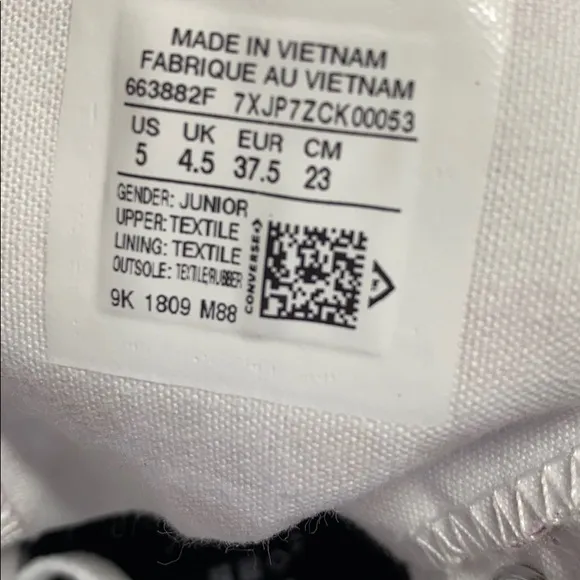 MADE IN VIETNAM
FABRIQUE AU VIETNAM
663882F 7XJP7ZCK00053
US UK EUR CM
5 4.5 37.5 23
GENDER: JUNIOR
UPPER: TEXTILE
LINING: TEXTILE
OUTSOLE: TEXTILE/RUBBER
9K 1809 M88
CONVERSE